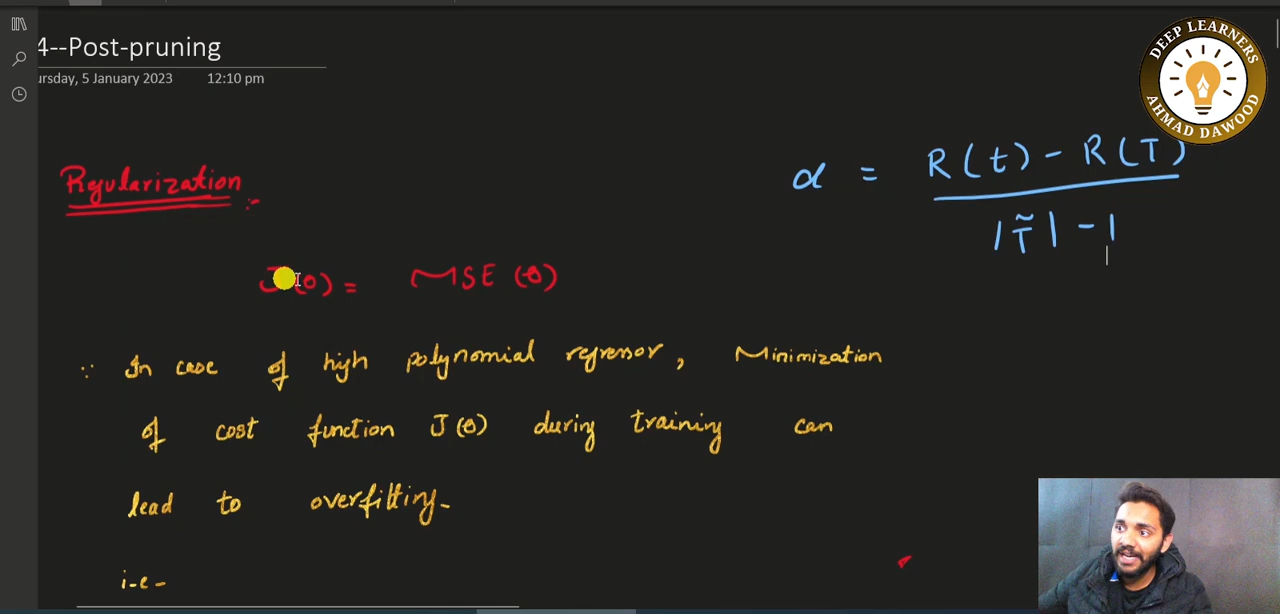 4--Post-pruning
ursday, 5 January 2023 12:10 pm
DEEP LEARNERS
AHMAD DAWOOD
Regularization :-
α = R(t) - R(T) / |T̃| - 1
J(θ) = MSE(θ)
∵ In case of high polynomial regressor, Minimization
of cost function J(θ) during training can
lead to overfitting-
i-e-